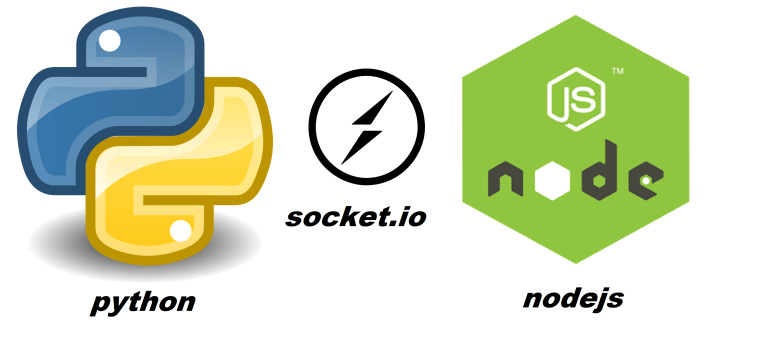 JS
TM
node
socket.io
python
nodejs